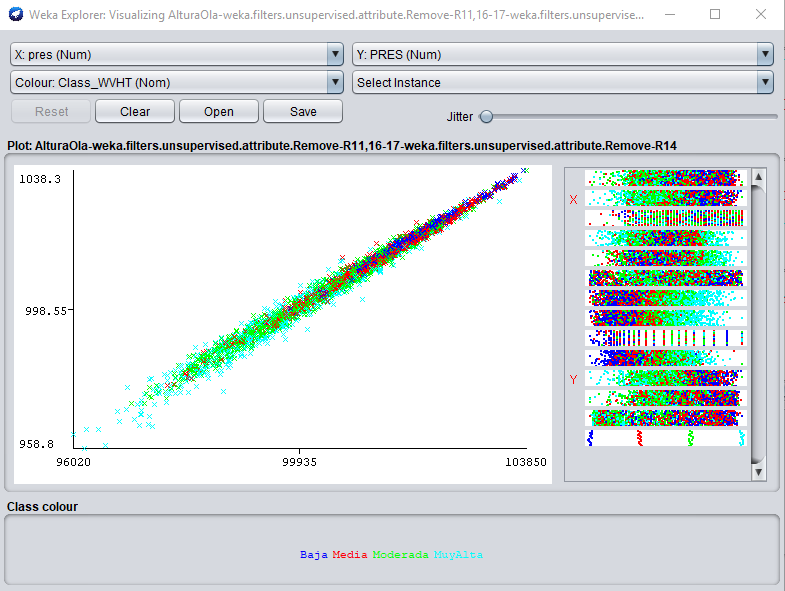 Weka Explorer: Visualizing AlturaOla-weka.filters.unsupervised.attribute.Remove-R11,16-17-weka.filters.unsupervise...
X: pres (Num) Y: PRES (Num)
Colour: Class_WVHT (Nom) Select Instance
Reset Clear Open Save Jitter
Plot: AlturaOla-weka.filters.unsupervised.attribute.Remove-R11,16-17-weka.filters.unsupervised.attribute.Remove-R14
1038.3
X
998.55
Y
958.8
96020 99935 103850
Class colour
Baja Media Moderada MuyAlta